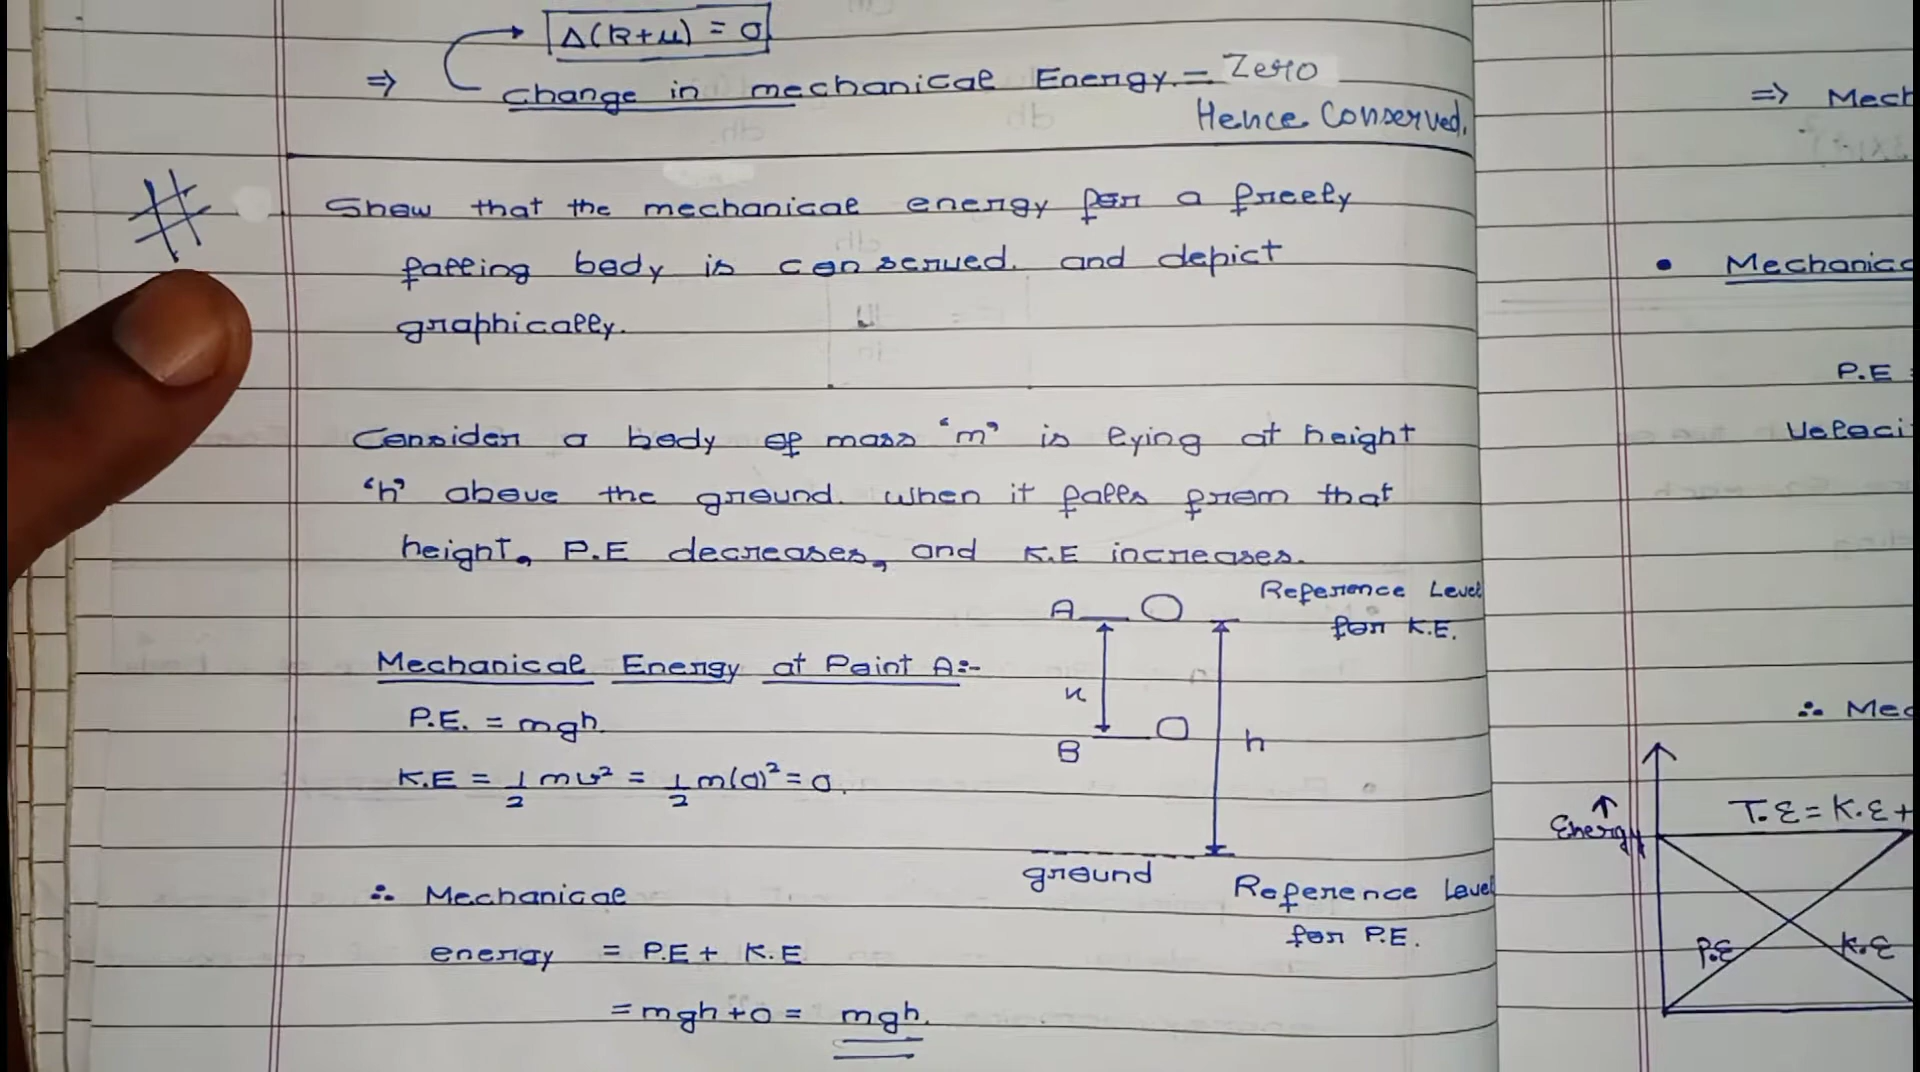 Δ(K+u) = 0
⇒ change in mechanical Energy = Zero
Hence Conserved.
# Show that the mechanical energy for a freely
falling body is conserved. and depict
graphically.
Consider a body of mass 'm' is lying at height
'h' above the ground. When it falls from that
height, P.E decreases, and K.E increases.
A
Reference Level
for K.E.
x
B
h
ground
Reference Level
for P.E.
Mechanical Energy at Point A:-
P.E. = mgh.
K.E = 1/2 mv² = 1/2 m(0)² = 0.
∴ Mechanical
energy = P.E + K.E
= mgh + 0 = mgh.
⇒ Mech
• Mechanica
P.E =
Veloci
∴ Mec
Energy ↑
T.E = K.E +
P.E
K.E